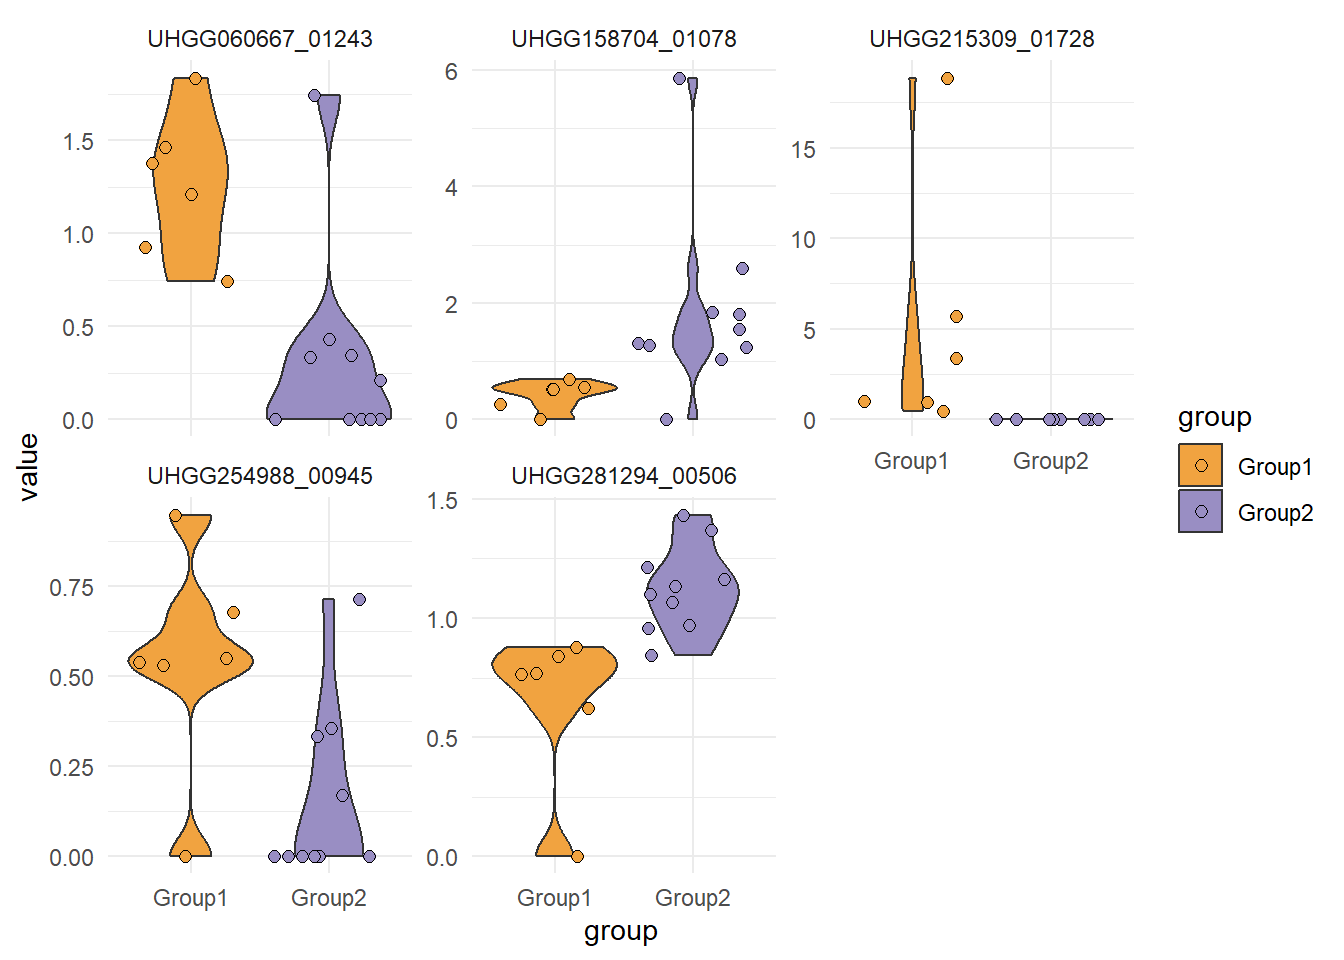 UHGG060667_01243
UHGG158704_01078
UHGG215309_01728
1.5
1.0
0.5
0.0
6
4
2
0
15
10
5
0
Group1
Group2
value
UHGG254988_00945
UHGG281294_00506
0.75
0.50
0.25
0.00
1.5
1.0
0.5
0.0
Group1
Group2
Group1
Group2
group
group
Group1
Group2